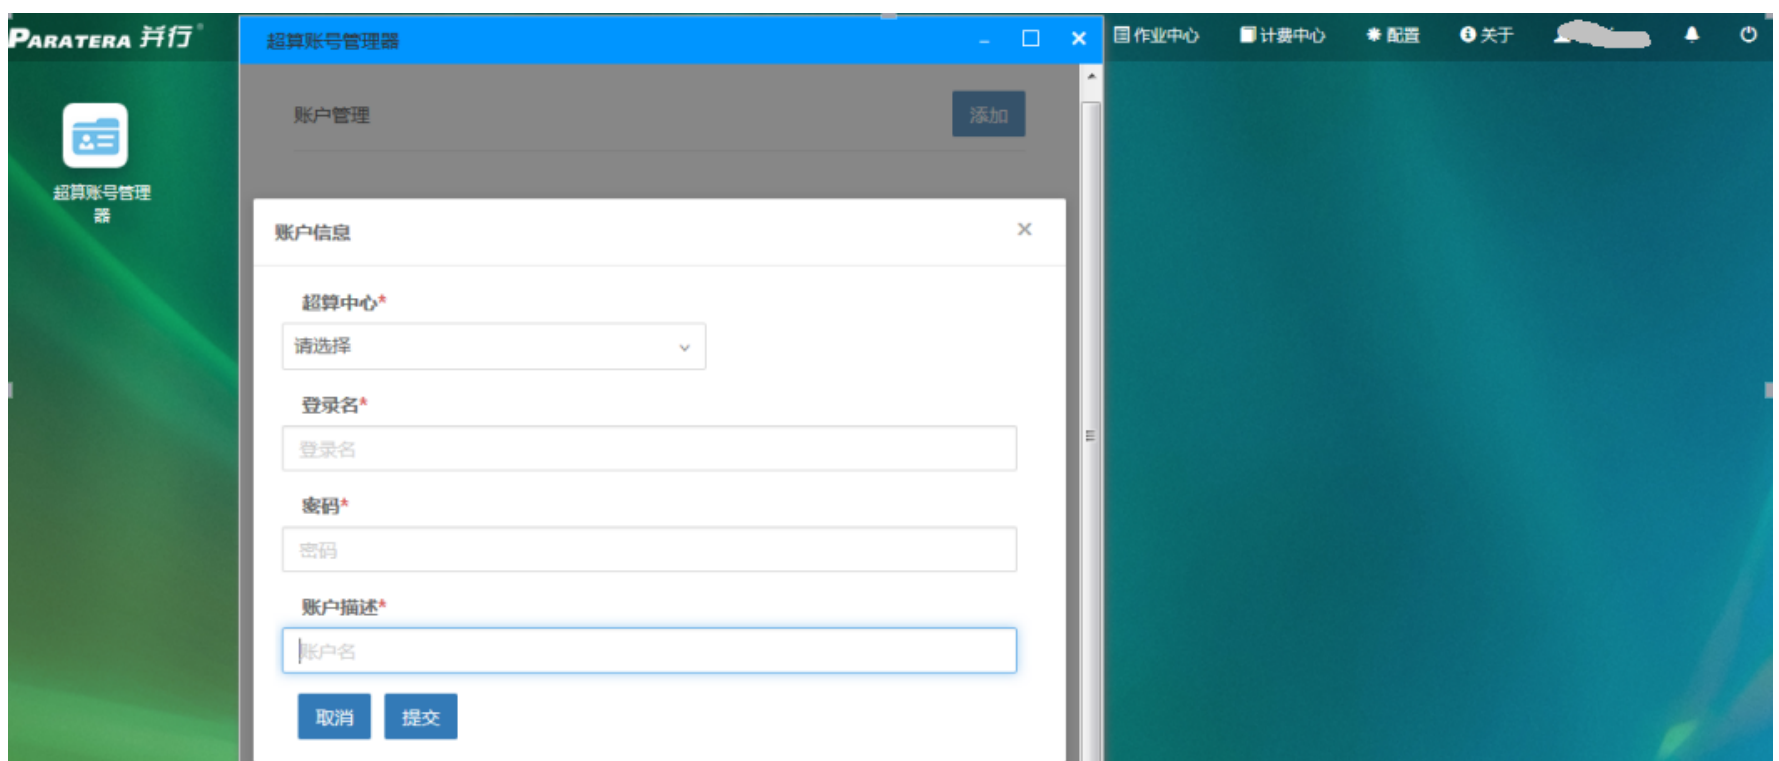 PARATERA 并行®
超算账号管理器
作业中心
计费中心
配置
关于
账户管理
添加
超算账号管理
器
账户信息
超算中心*
请选择
登录名*
登录名
密码*
密码
账户描述*
账户名
取消
提交